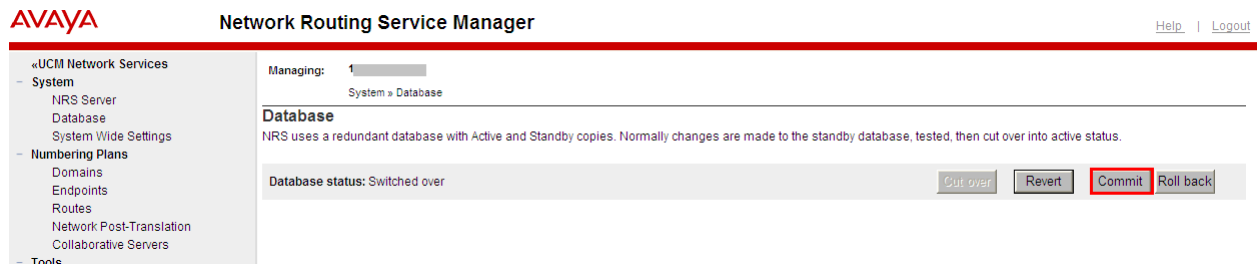 AVAYA
Network Routing Service Manager
Help | Logout
«UCM Network Services
− System
NRS Server
Database
System Wide Settings
− Numbering Plans
Domains
Endpoints
Routes
Network Post-Translation
Collaborative Servers
− Tools
Managing: 1
System » Database
Database
NRS uses a redundant database with Active and Standby copies. Normally changes are made to the standby database, tested, then cut over into active status.
Database status: Switched over
Cut over Revert Commit Roll back